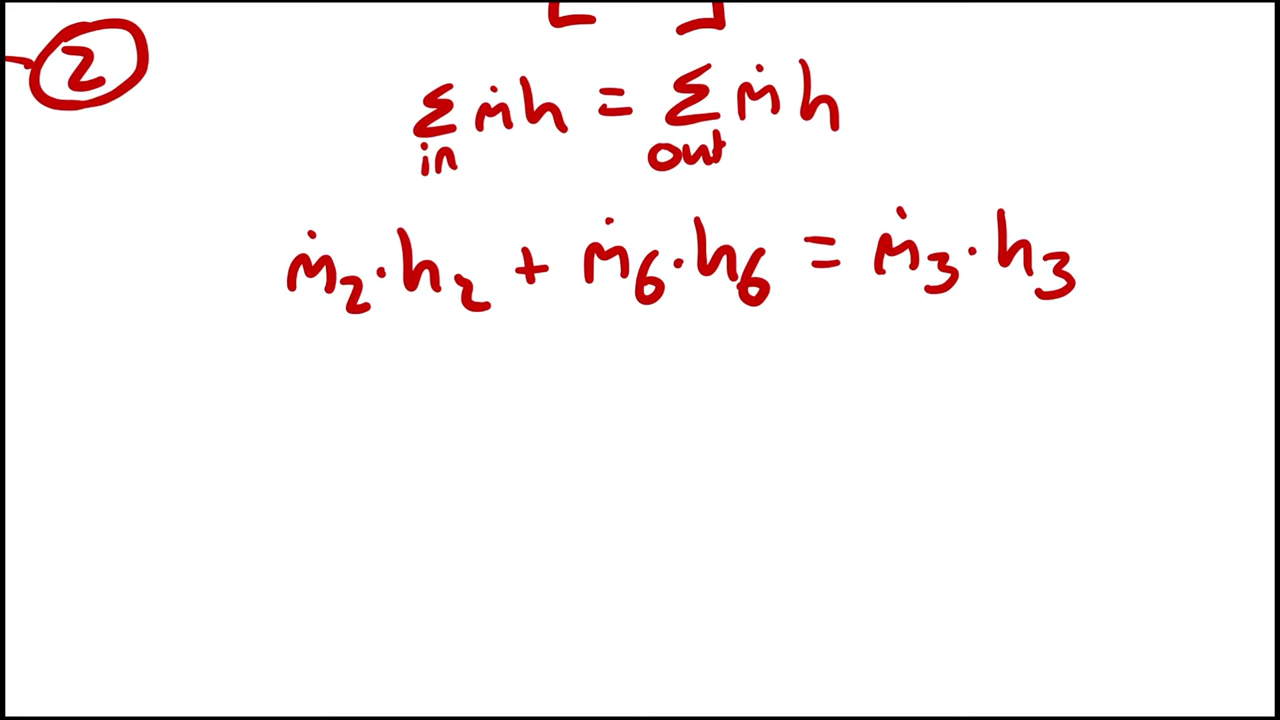 2
Σ ṁh = Σ ṁh
in out
ṁ₂·h₂ + ṁ₆·h₆ = ṁ₃·h₃